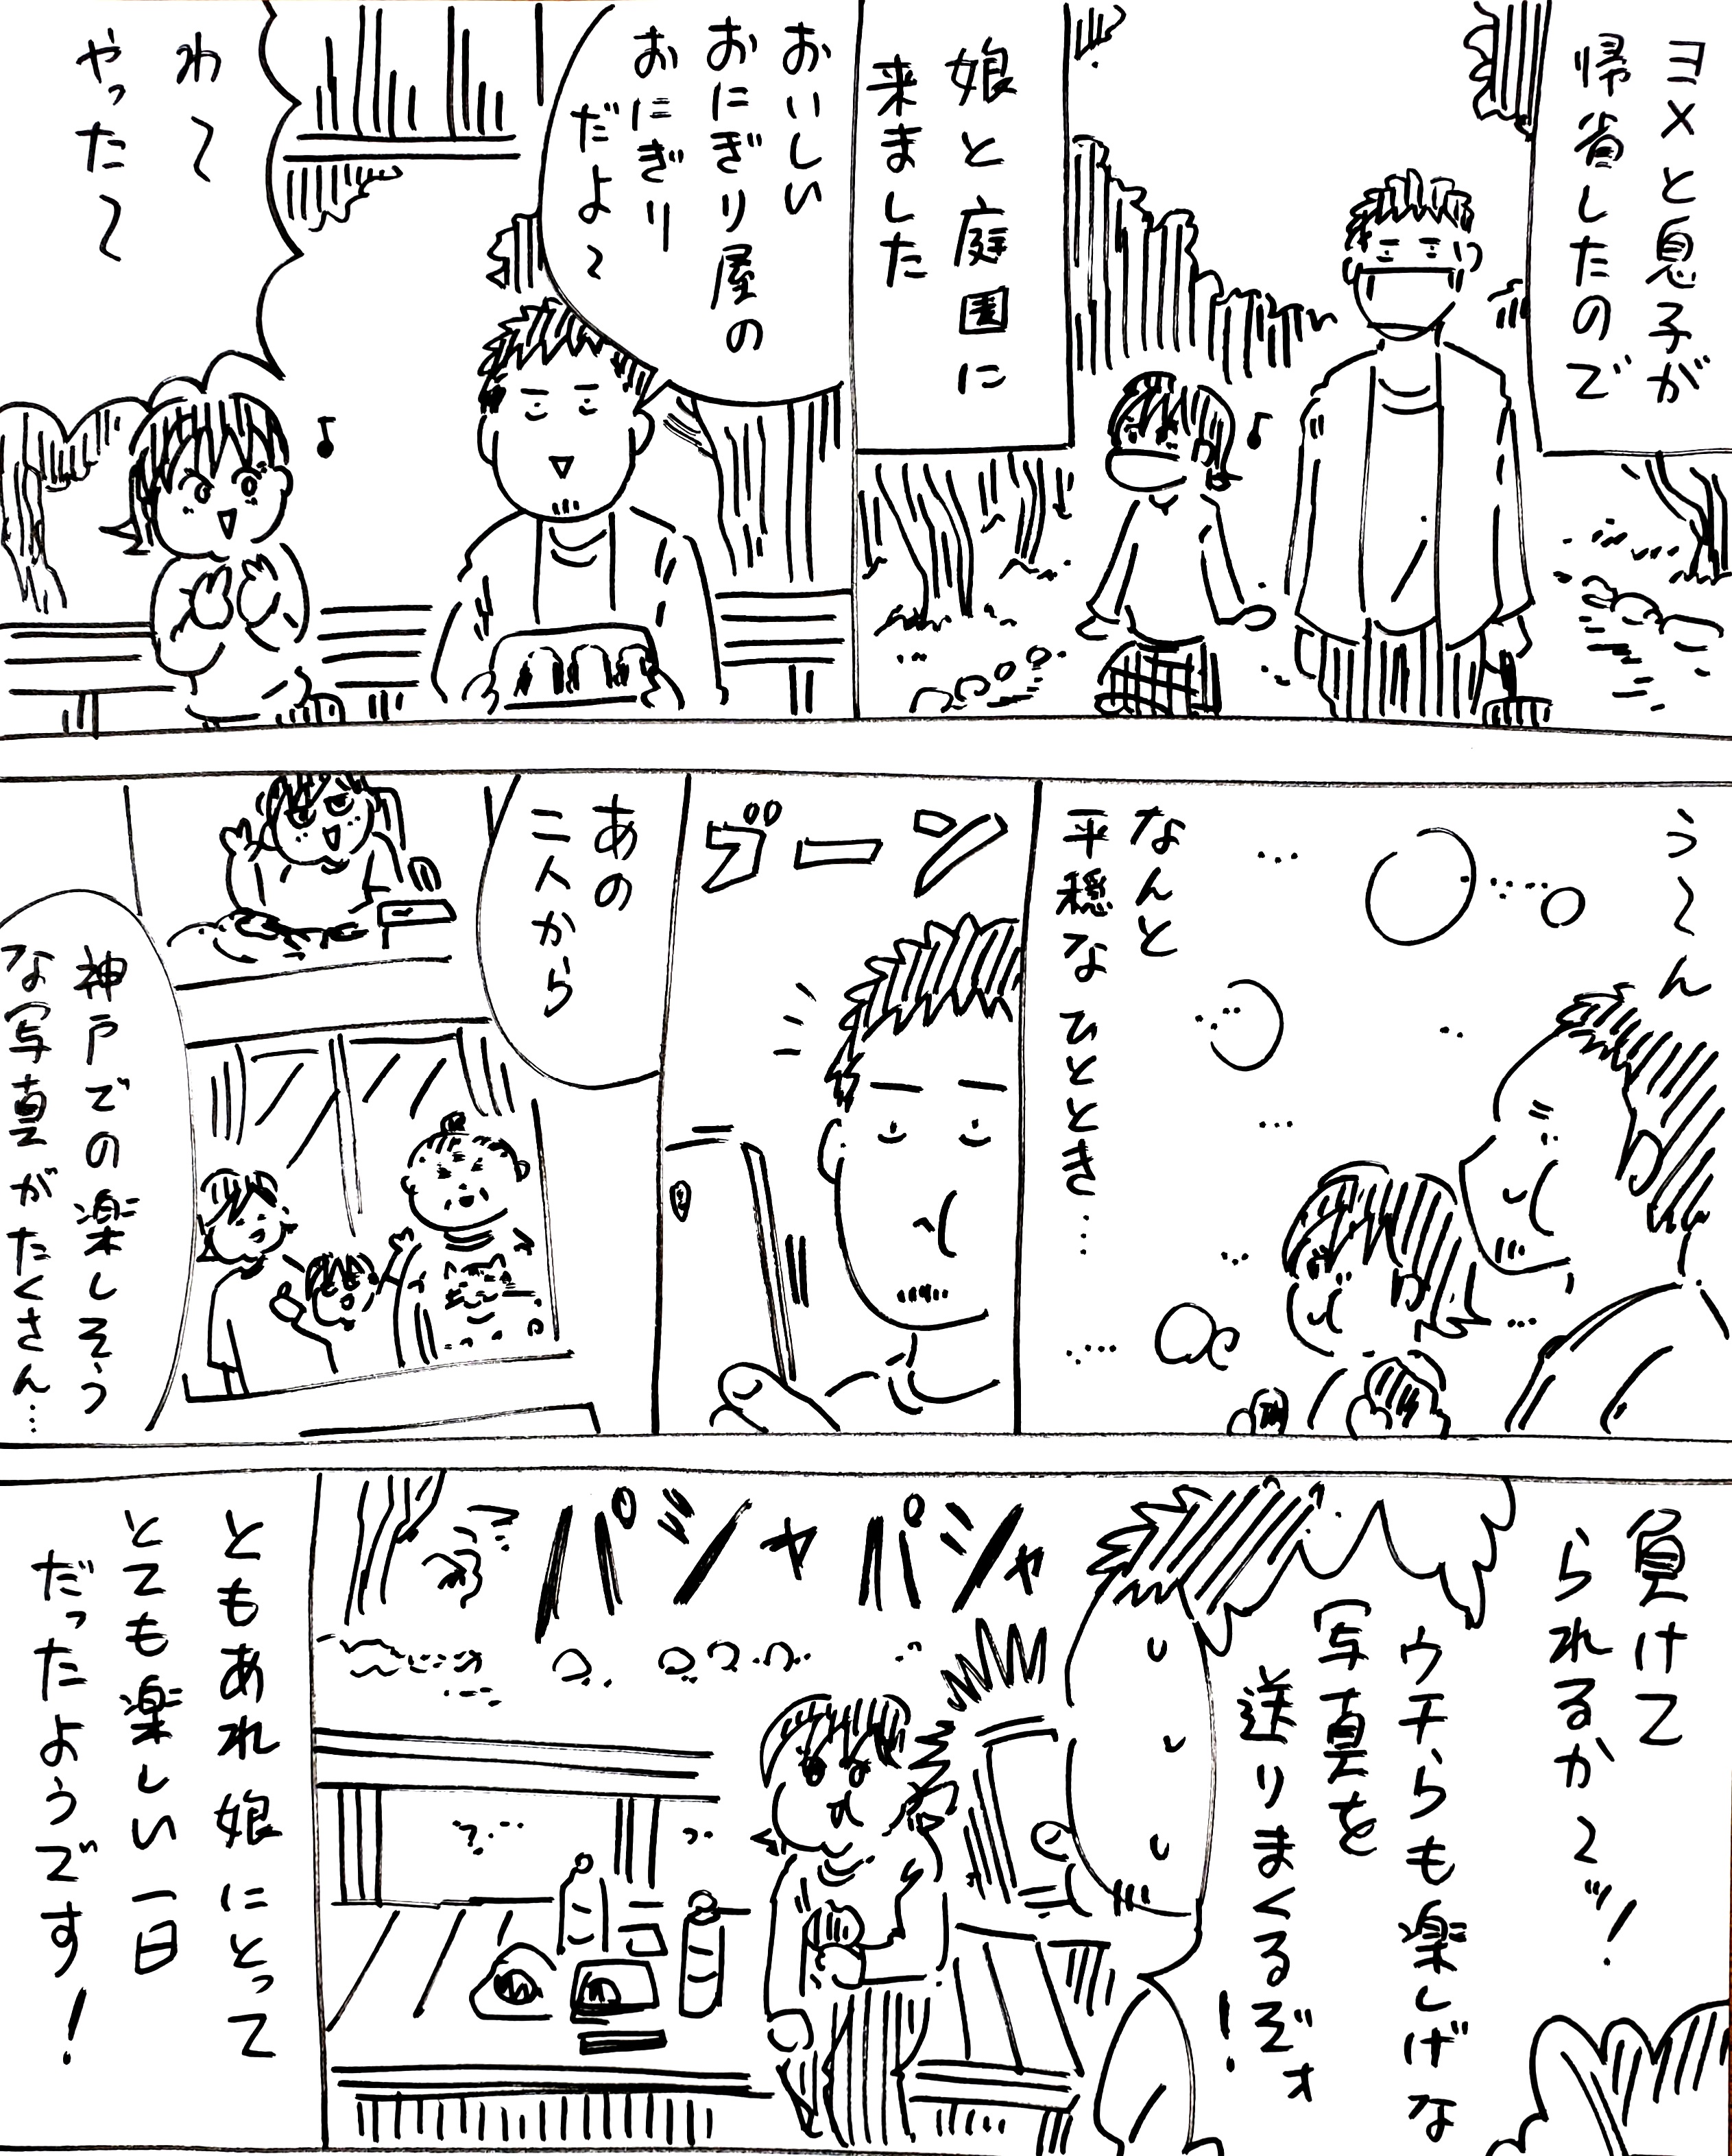 ヨメと息子が
帰省したので
娘と庭園に
来ました
おいしい
おにぎり屋の
おにぎり
だよ〜
わ〜
やった〜
う〜ん
なんと
平穏なひととき…
ブーン
あの
二人から
神戸での楽しそう
な写真がたくさん…
負けて
られるか〜ッ！
ウチらも楽しげな
写真を
送りまくるぞォ！
パシャパシャ
ともあれ娘にとって
とても楽しい一日
だったようです！